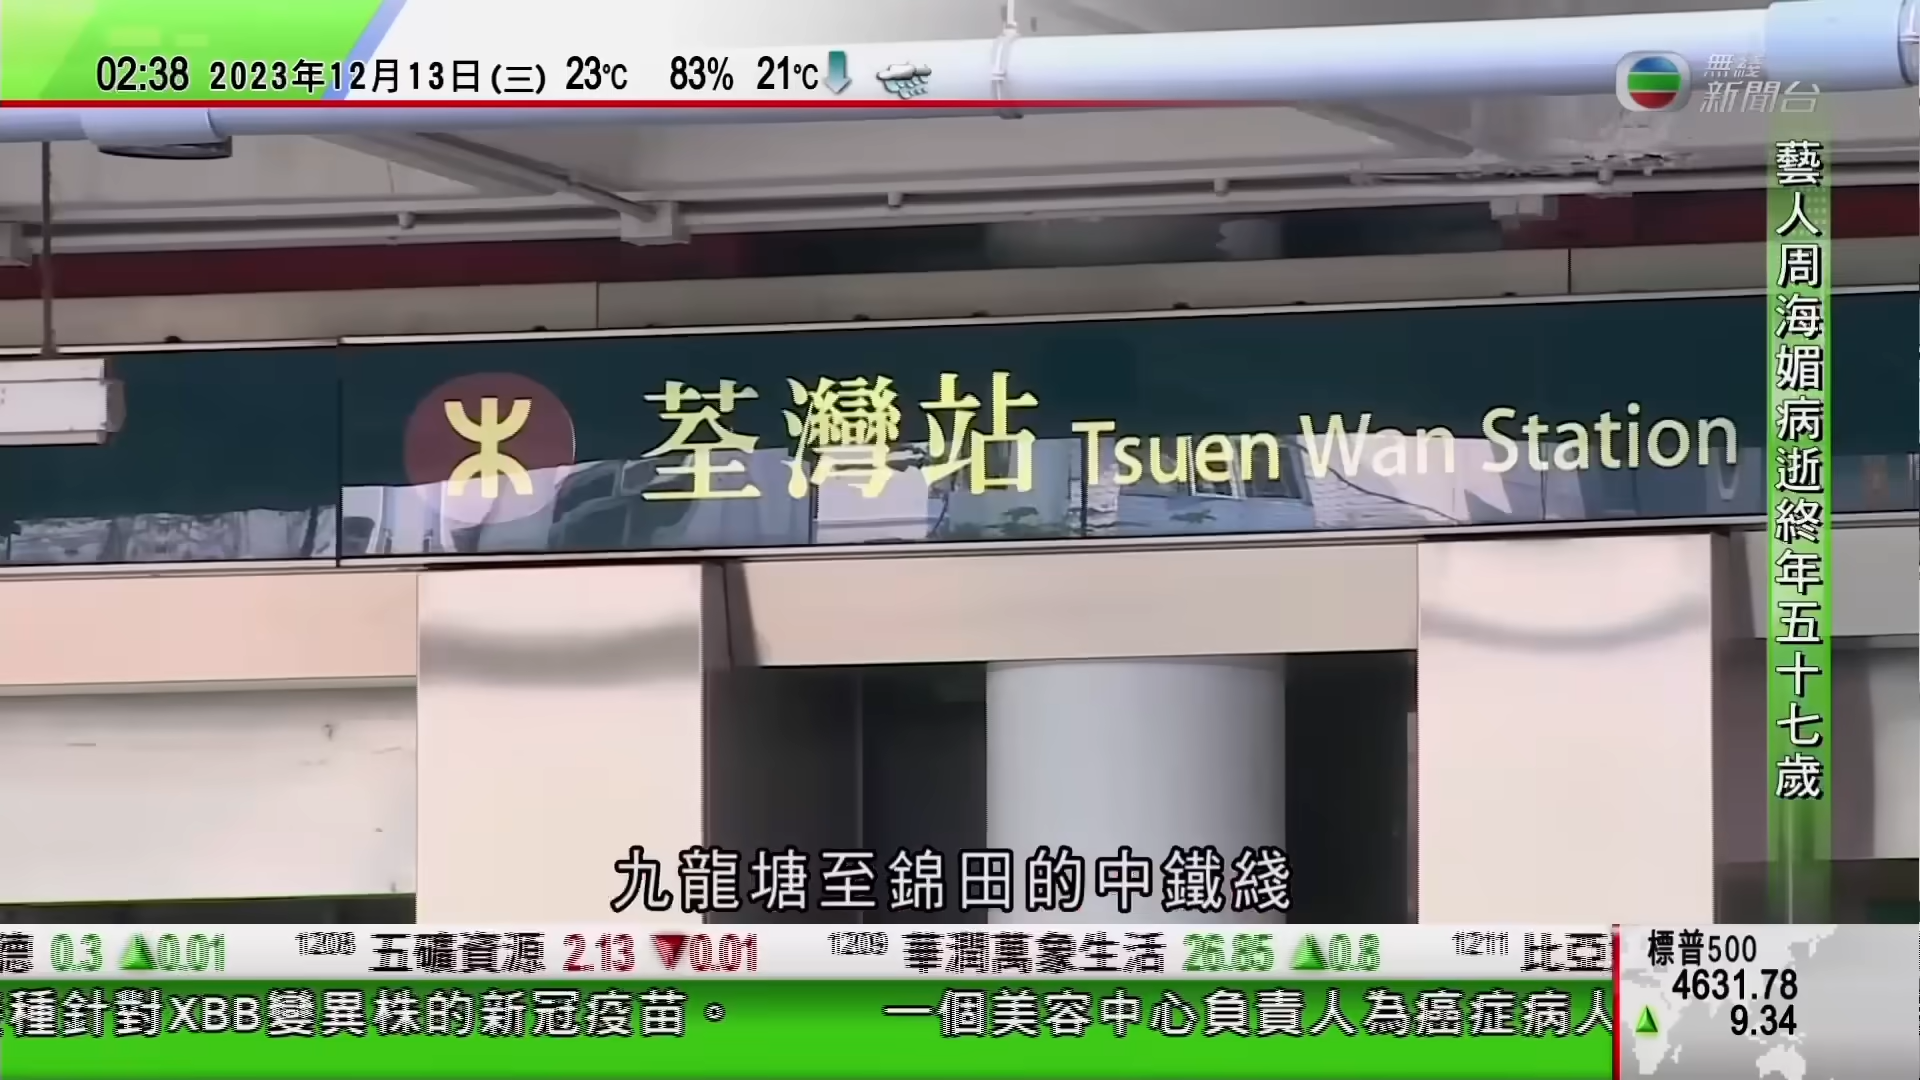 02:38 2023年12月13日(三) 23℃ 83% 21℃
無綫
新聞台
藝人周海媚病逝終年五十七歲
荃灣站 Tsuen Wan Station
九龍塘至錦田的中鐵綫
德 0.3 ▲0.01 1208 五礦資源 2.13 ▼0.01 1209 華潤萬象生活 26.85 ▲0.8 1211 比亞
種針對XBB變異株的新冠疫苗。 一個美容中心負責人為癌症病人
標普500
4631.78
▲ 9.34